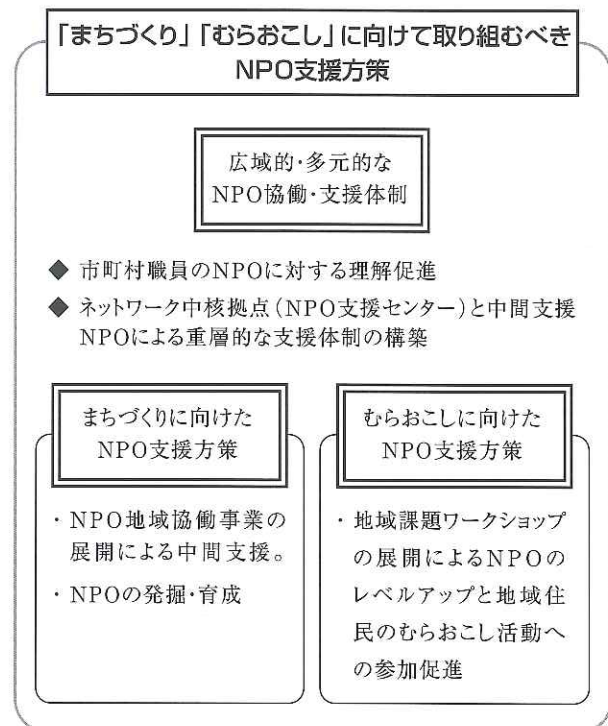 「まちづくり」「むらおこし」に向けて取り組むべき
NPO支援方策
広域的・多元的な
NPO協働・支援体制
◆ 市町村職員のNPOに対する理解促進
◆ ネットワーク中核拠点（NPO支援センター）と中間支援
NPOによる重層的な支援体制の構築
まちづくりに向けた
NPO支援方策
・NPO地域協働事業の
展開による中間支援。
・NPOの発掘・育成
むらおこしに向けた
NPO支援方策
・地域課題ワークショップ
の展開によるNPOの
レベルアップと地域住
民のむらおこし活動へ
の参加促進